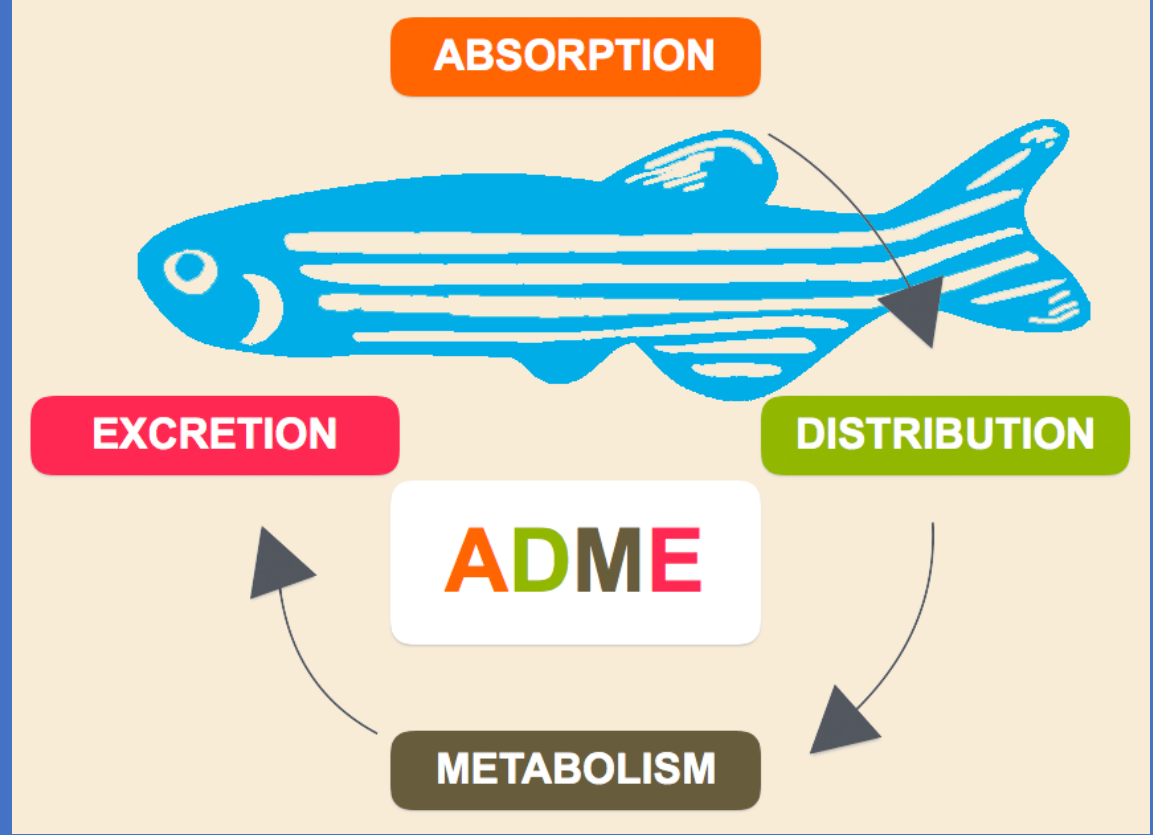 ABSORPTION
EXCRETION
DISTRIBUTION
ADME
METABOLISM